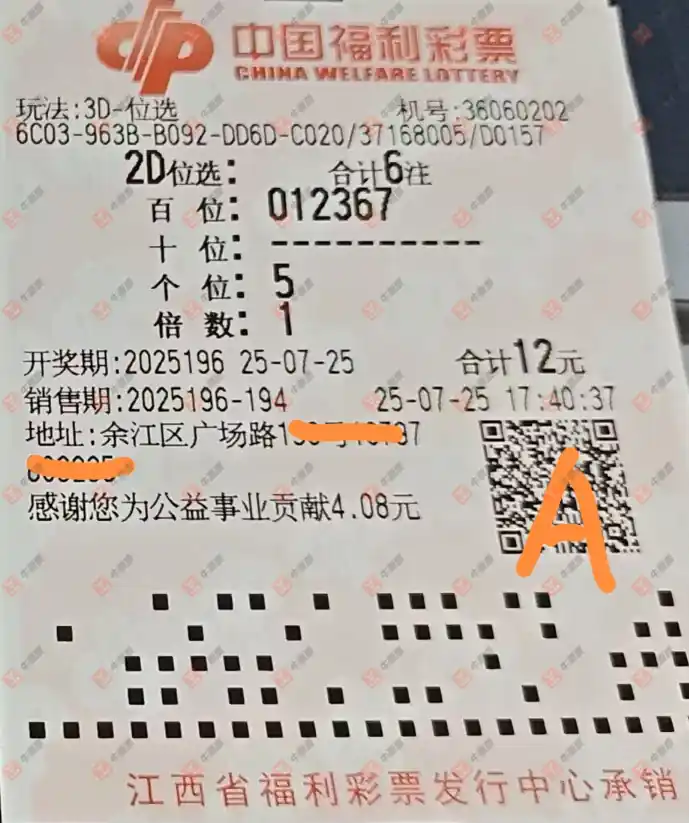 中国福利彩票
CHINA WELFARE LOTTERY
玩法:3D-位选 机号:36060202
6C03-963B-B092-DD6D-C020/37168005/D0157
2D位选: 合计6注
百 位: 012367
十 位: -----------
个 位: 5
倍 数: 1
开奖期:2025196 25-07-25 合计12元
销售期:2025196-194 25-07-25 17:40:37
地址:余江区广场路
感谢您为公益事业贡献4.08元
A
江西省福利彩票发行中心承销